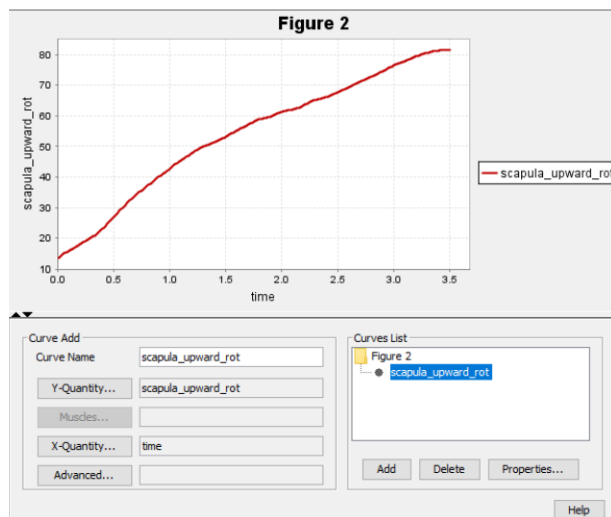 Figure 2
80
70
60
50
40
30
20
10
scapula_upward_rot
0.0 0.5 1.0 1.5 2.0 2.5 3.0 3.5
time
scapula_upward_rot
Curve Add
Curve Name scapula_upward_rot
Y-Quantity... scapula_upward_rot
Muscles...
X-Quantity... time
Advanced...
Curves List
Figure 2
scapula_upward_rot
Add Delete Properties...
Help